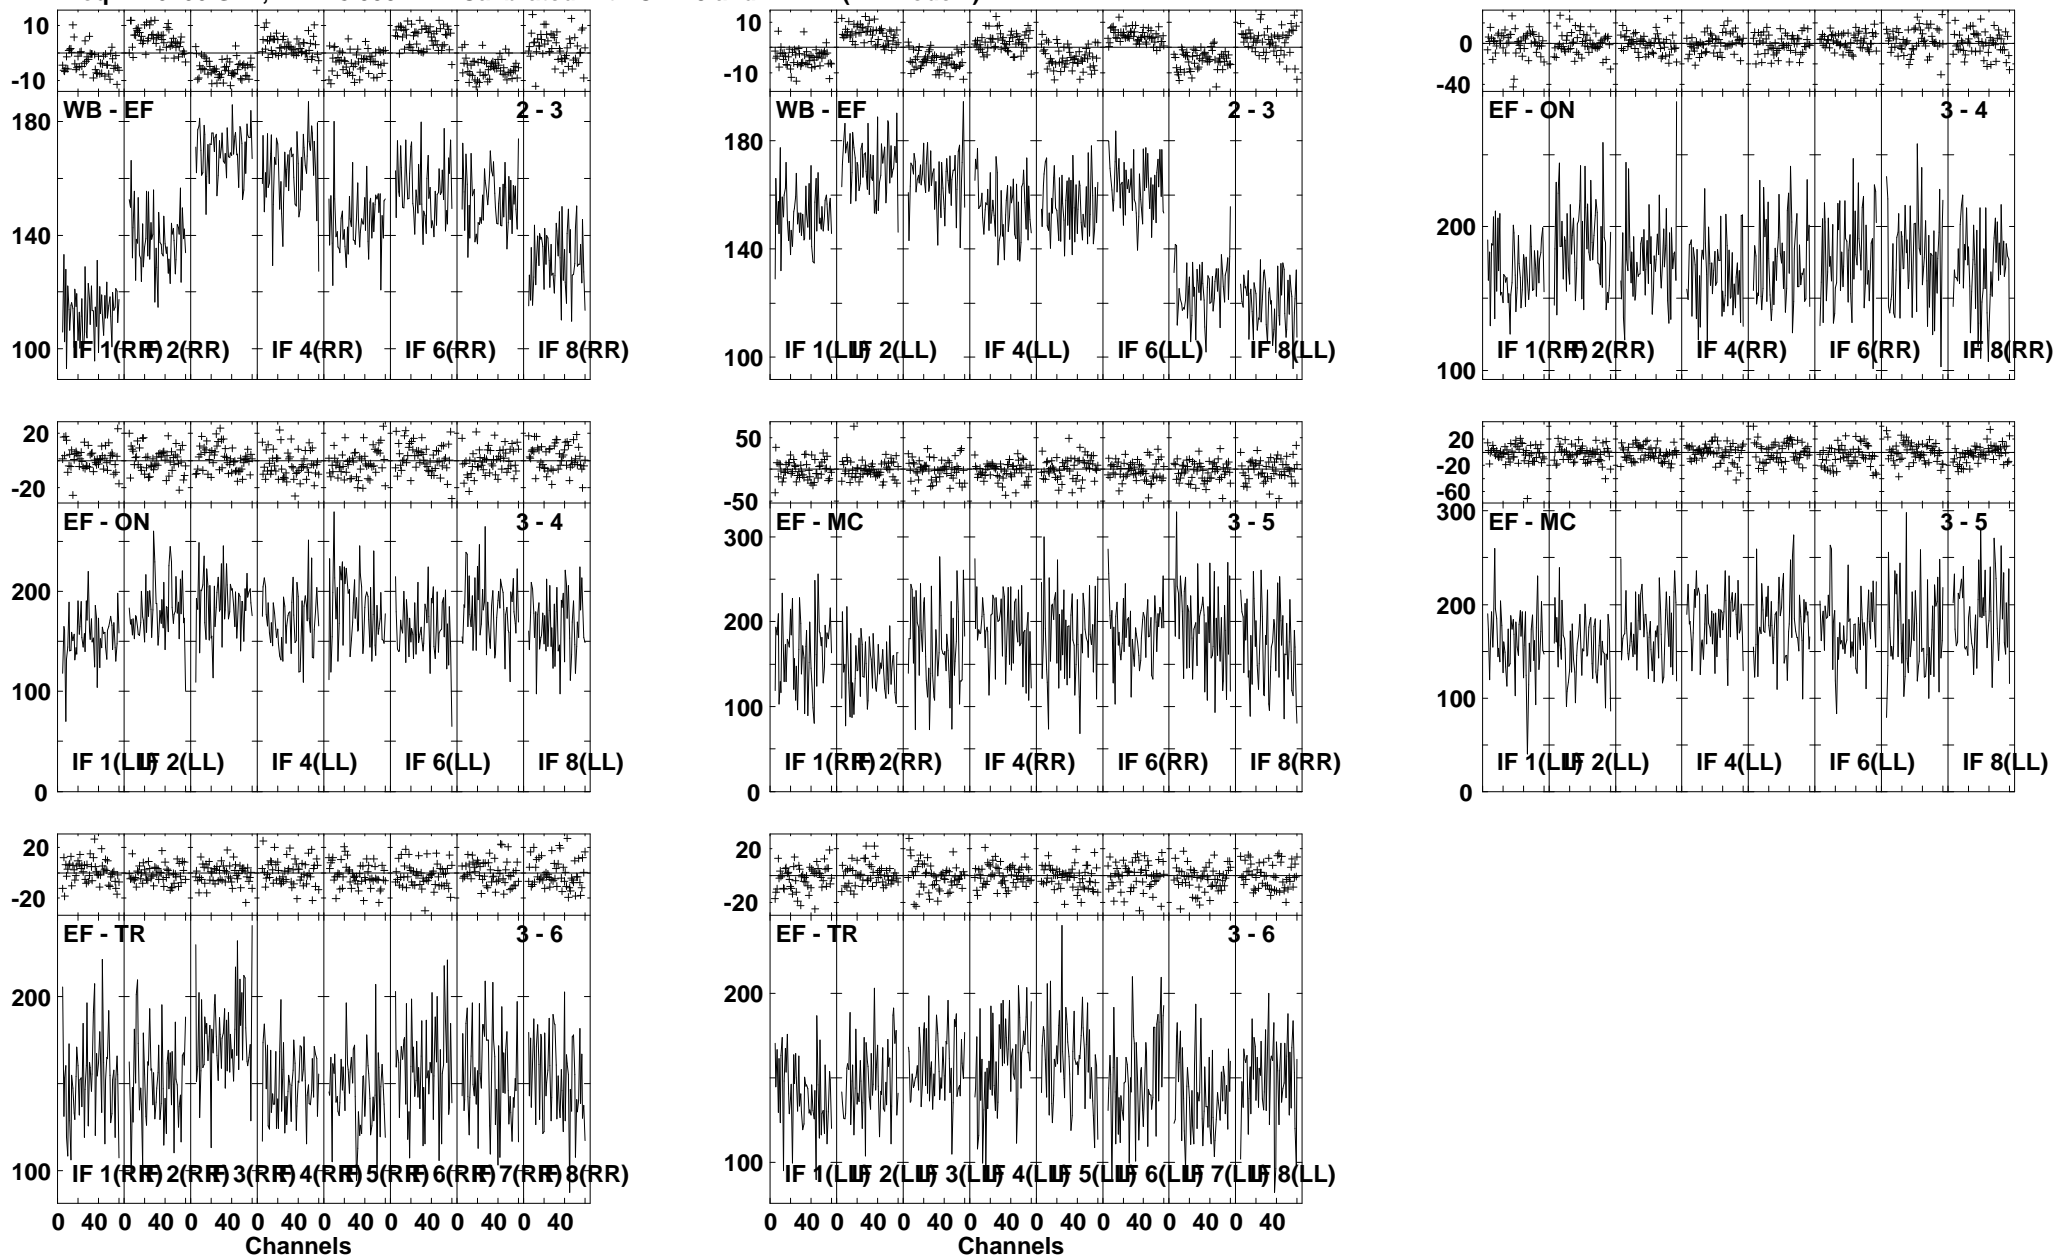 10
-10
WB - EF 2 - 3
180
140
100
IF 1(RR) IF 2(RR) IF 4(RR) IF 6(RR) IF 8(RR)
10
-10
WB - EF 2 - 3
180
140
100
IF 1(LL) IF 2(LL) IF 4(LL) IF 6(LL) IF 8(LL)
0
-40
EF - ON 3 - 4
200
100
IF 1(RR) IF 2(RR) IF 4(RR) IF 6(RR) IF 8(RR)
20
-20
EF - ON 3 - 4
200
100
0
IF 1(LL) IF 2(LL) IF 4(LL) IF 6(LL) IF 8(LL)
50
-50
EF - MC 3 - 5
300
200
100
0
IF 1(RR) IF 2(RR) IF 4(RR) IF 6(RR) IF 8(RR)
20
-20
-60
300
EF - MC 3 - 5
200
100
0
IF 1(LL) IF 2(LL) IF 4(LL) IF 6(LL) IF 8(LL)
20
-20
EF - TR 3 - 6
200
100
IF 1(RR) IF 2(RR) IF 3(RR) IF 4(RR) IF 5(RR) IF 6(RR) IF 7(RR) IF 8(RR)
0 40 0 40 0 40 0 40 0 40 0 40 0 40 0 40
Channels
20
-20
EF - TR 3 - 6
200
100
IF 1(LL) IF 2(LL) IF 3(LL) IF 4(LL) IF 5(LL) IF 6(LL) IF 7(LL) IF 8(LL)
0 40 0 40 0 40 0 40 0 40 0 40 0 40 0 40
Channels